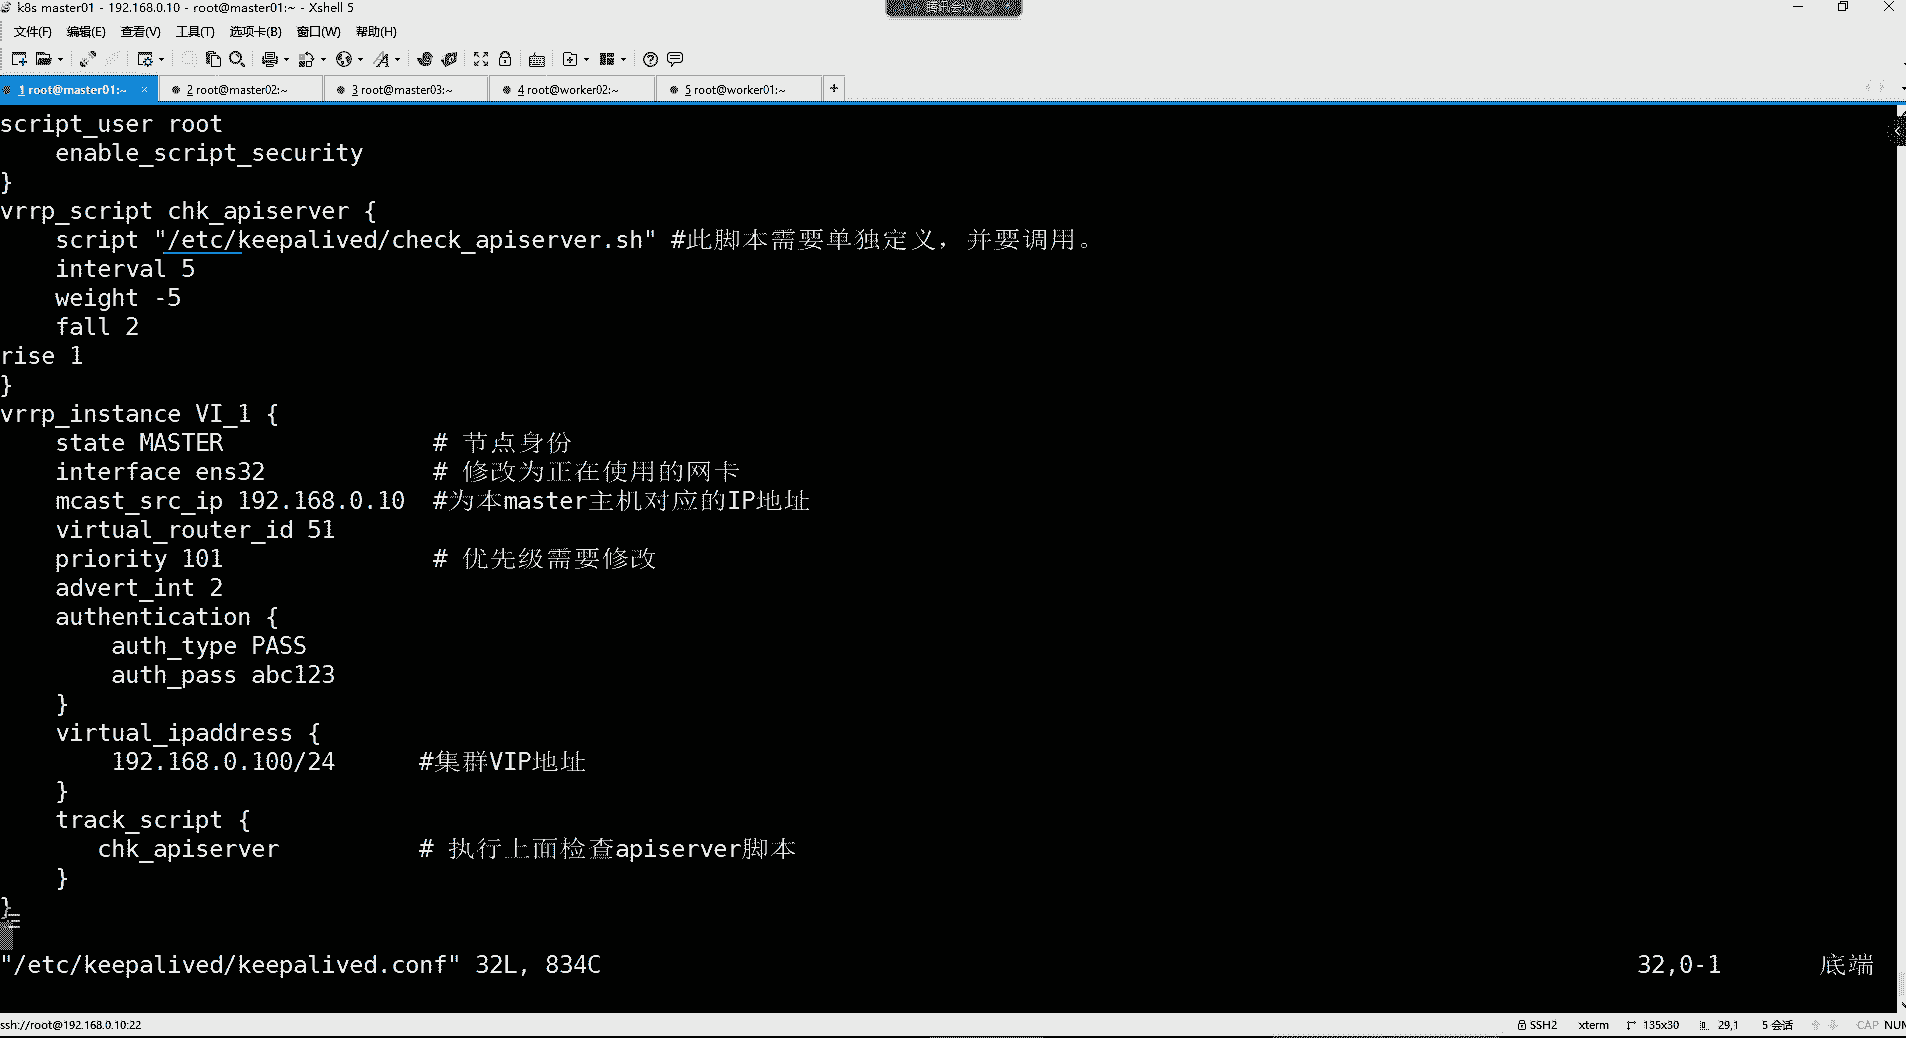 k8s master01 - 192.168.0.10 - root@master01:~ - Xshell 5
腾讯会议
文件(F) 编辑(E) 查看(V) 工具(T) 选项卡(B) 窗口(W) 帮助(H)
1 root@master01:~ × 2 root@master02:~ 3 root@master03:~ 4 root@worker02:~ 5 root@worker01:~ +
script_user root
    enable_script_security
}
vrrp_script chk_apiserver {
    script "/etc/keepalived/check_apiserver.sh" #此脚本需要单独定义，并要调用。
    interval 5
    weight -5
    fall 2
rise 1
}
vrrp_instance VI_1 {
    state MASTER               # 节点身份
    interface ens32            # 修改为正在使用的网卡
    mcast_src_ip 192.168.0.10  #为本master主机对应的IP地址
    virtual_router_id 51
    priority 101               # 优先级需要修改
    advert_int 2
    authentication {
        auth_type PASS
        auth_pass abc123
    }
    virtual_ipaddress {
        192.168.0.100/24      #集群VIP地址
    }
    track_script {
       chk_apiserver          # 执行上面检查apiserver脚本
    }
}
"/etc/keepalived/keepalived.conf" 32L, 834C 32,0-1 底端
ssh://root@192.168.0.10:22 SSH2 xterm 135x30 29,1 5 会话 CAP NUM